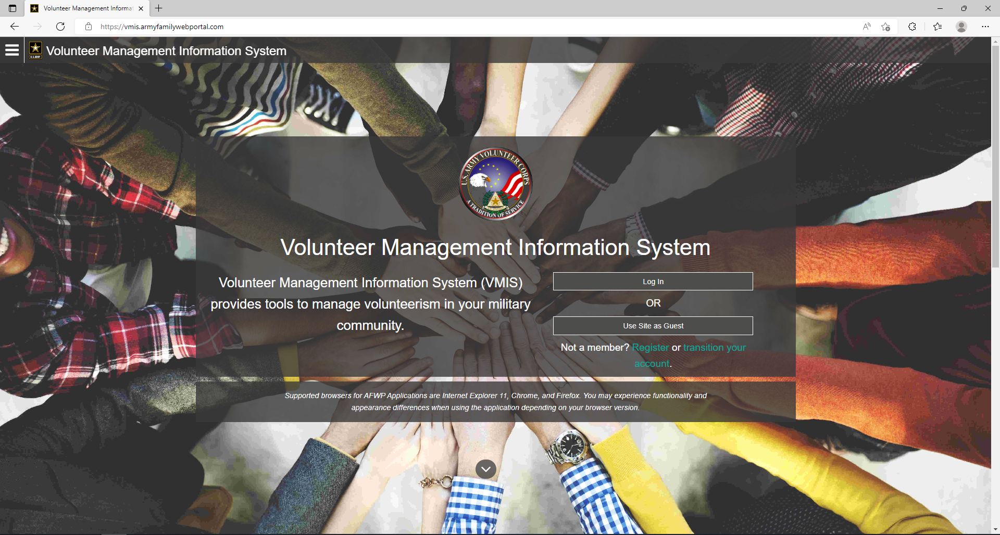 Volunteer Management Informat
https://vmis.armyfamilywebportal.com
U.S.ARMY
Volunteer Management Information System
U.S. ARMY VOLUNTEER CORPS
A TRADITION OF SERVICE
Volunteer Management Information System
Volunteer Management Information System (VMIS)
provides tools to manage volunteerism in your military
community.
Log In
OR
Use Site as Guest
Not a member? Register or transition your
account.
Supported browsers for AFWP Applications are Internet Explorer 11, Chrome, and Firefox. You may experience functionality and
appearance differences when using the application depending on your browser version.